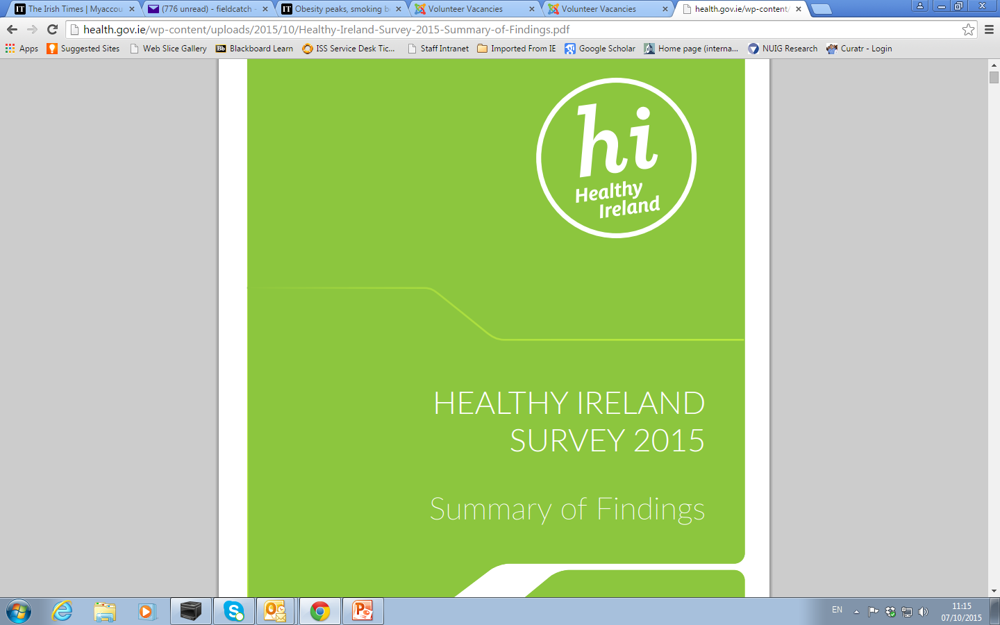 The Irish Times | Myaccou
(776 unread) - fieldcatch -
Obesity peaks, smoking b
Volunteer Vacancies
Volunteer Vacancies
health.gov.ie/wp-content/
health.gov.ie/wp-content/uploads/2015/10/Healthy-Ireland-Survey-2015-Summary-of-Findings.pdf
Apps
Suggested Sites
Web Slice Gallery
Blackboard Learn
ISS Service Desk Tic...
Staff Intranet
Imported From IE
Google Scholar
Home page (interna...
NUIG Research
Curatr - Login
hi
Healthy
Ireland
HEALTHY IRELAND
SURVEY 2015
Summary of Findings
EN
11:15
07/10/2015